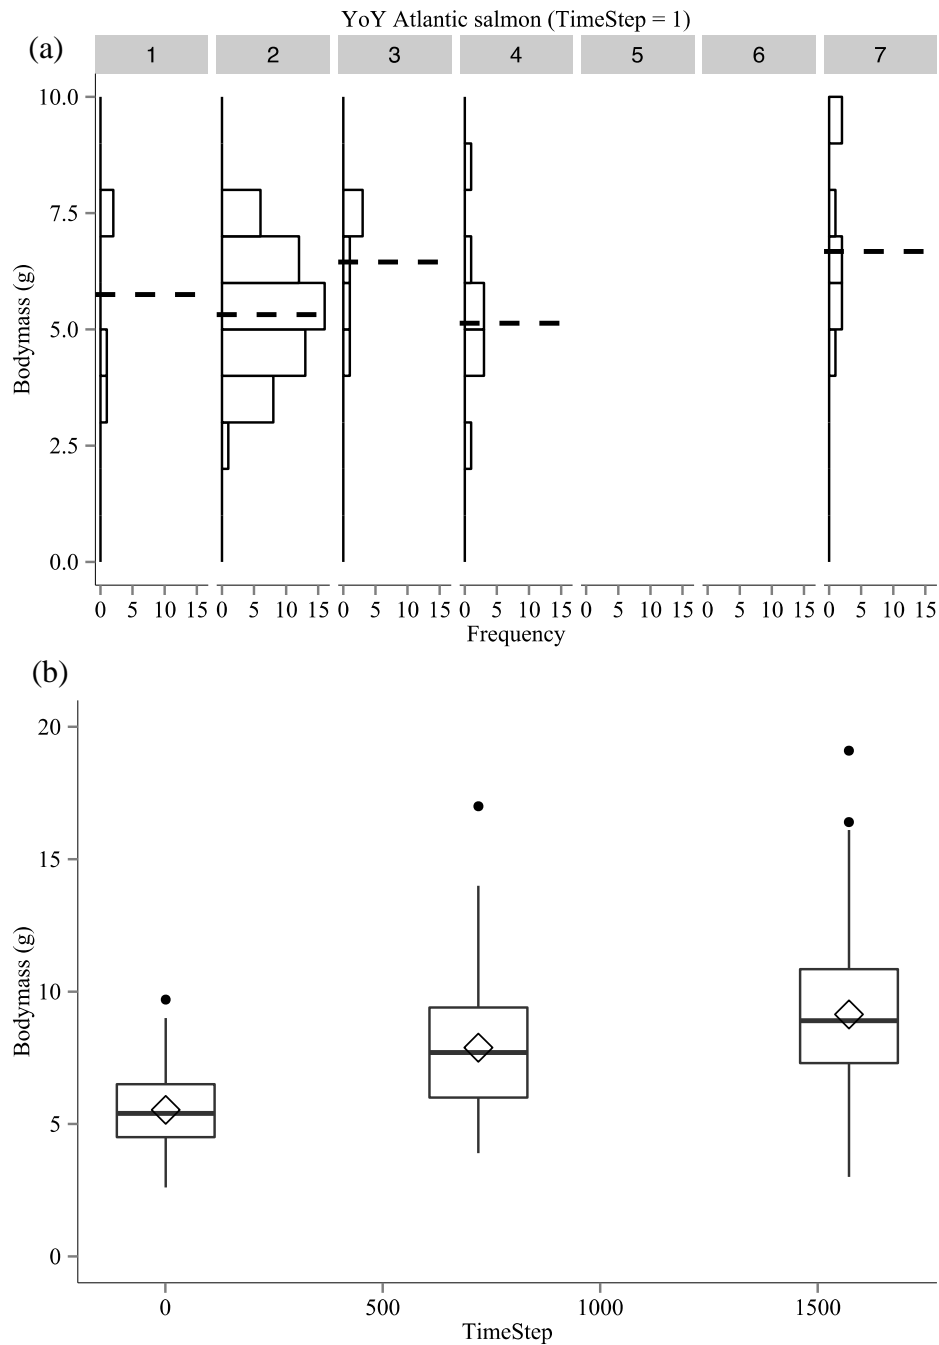 YoY Atlantic salmon (TimeStep = 1)
(a)
1 2 3 4 5 6 7
10.0
7.5
5.0
2.5
0.0
Bodymass (g)
0 5 10 15 0 5 10 15 0 5 10 15 0 5 10 15 0 5 10 15 0 5 10 15 0 5 10 15
Frequency
(b)
20
15
10
5
0
Bodymass (g)
0 500 1000 1500
TimeStep